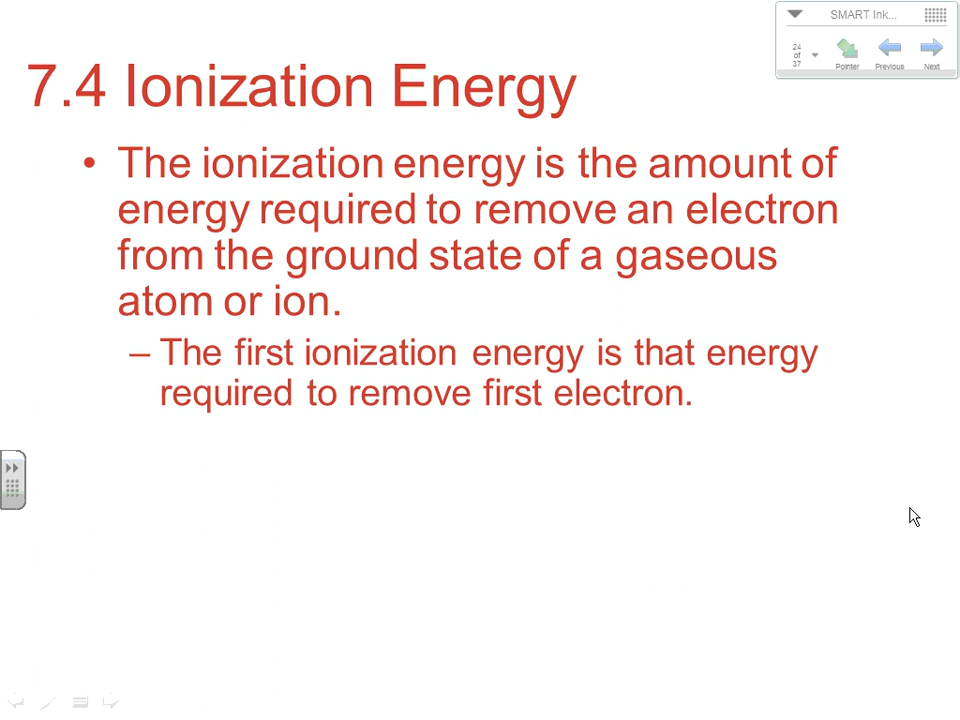 SMART Ink...
24
of
37
Pointer Previous Next
7.4 Ionization Energy
• The ionization energy is the amount of
energy required to remove an electron
from the ground state of a gaseous
atom or ion.
– The first ionization energy is that energy
required to remove first electron.